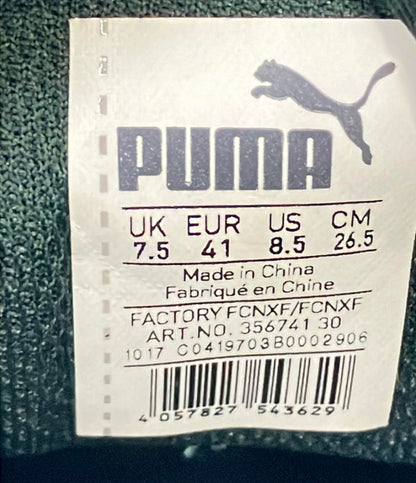 PUMA
UK EUR US CM
7.5 41 8.5 26.5
Made in China
Fabriqué en Chine
FACTORY FCNXF/FCNXF
ART.NO. 356741 30
1017 C0419703B0002906
4 057827 543629